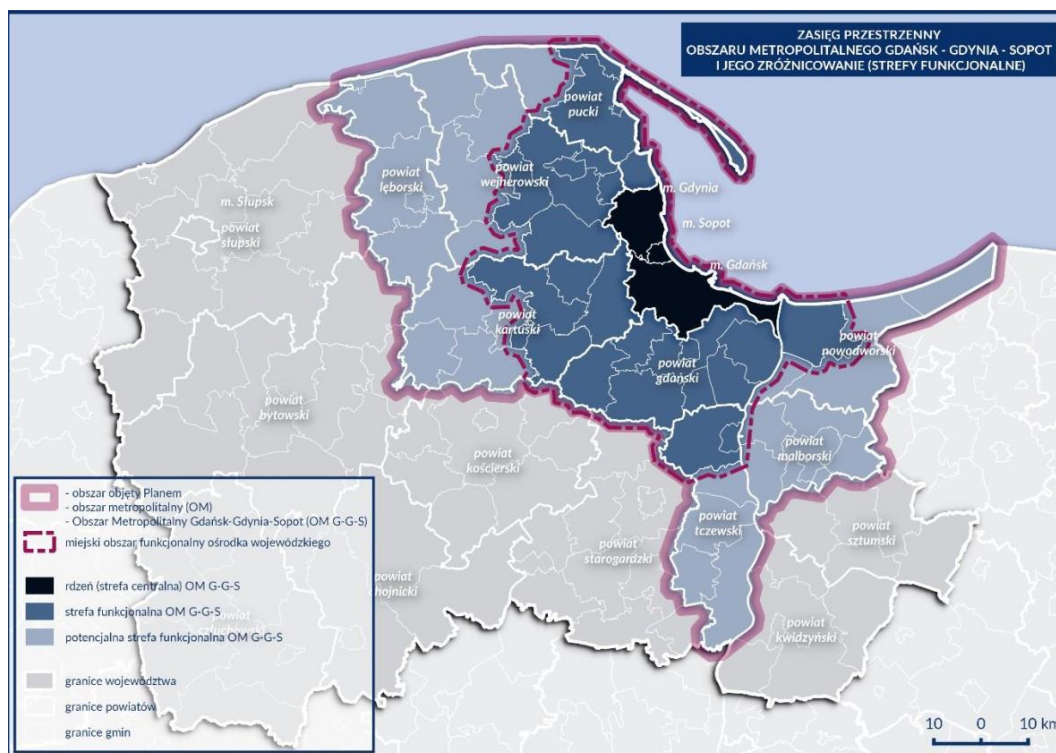 ZASIĘG PRZESTRZENNY
OBSZARU METROPOLITALNEGO GDAŃSK - GDYNIA - SOPOT
I JEGO ZRÓŻNICOWANIE (STREFY FUNKCJONALNE)
powiat
pucki
powiat
lęborski
powiat
wejherowski
m. Gdynia
m. Słupsk
powiat
słupski
m. Sopot
m. Gdańsk
powiat
kartuski
powiat
nowodworski
powiat
gdański
powiat
bytowski
powiat
kościerski
powiat
malborski
- obszar objęty Planem
- obszar metropolitalny (OM)
- Obszar Metropolitalny Gdańsk-Gdynia-Sopot (OM G-G-S)
miejski obszar funkcjonalny ośrodka wojewódzkiego
powiat
tczewski
powiat
sztumski
powiat
starogardzki
rdzeń (strefa centralna) OM G-G-S
powiat
chojnicki
strefa funkcjonalna OM G-G-S
potencjalna strefa funkcjonalna OM G-G-S
powiat
kwidzyński
granice województwa
granice powiatów
granice gmin
10 0 10 km